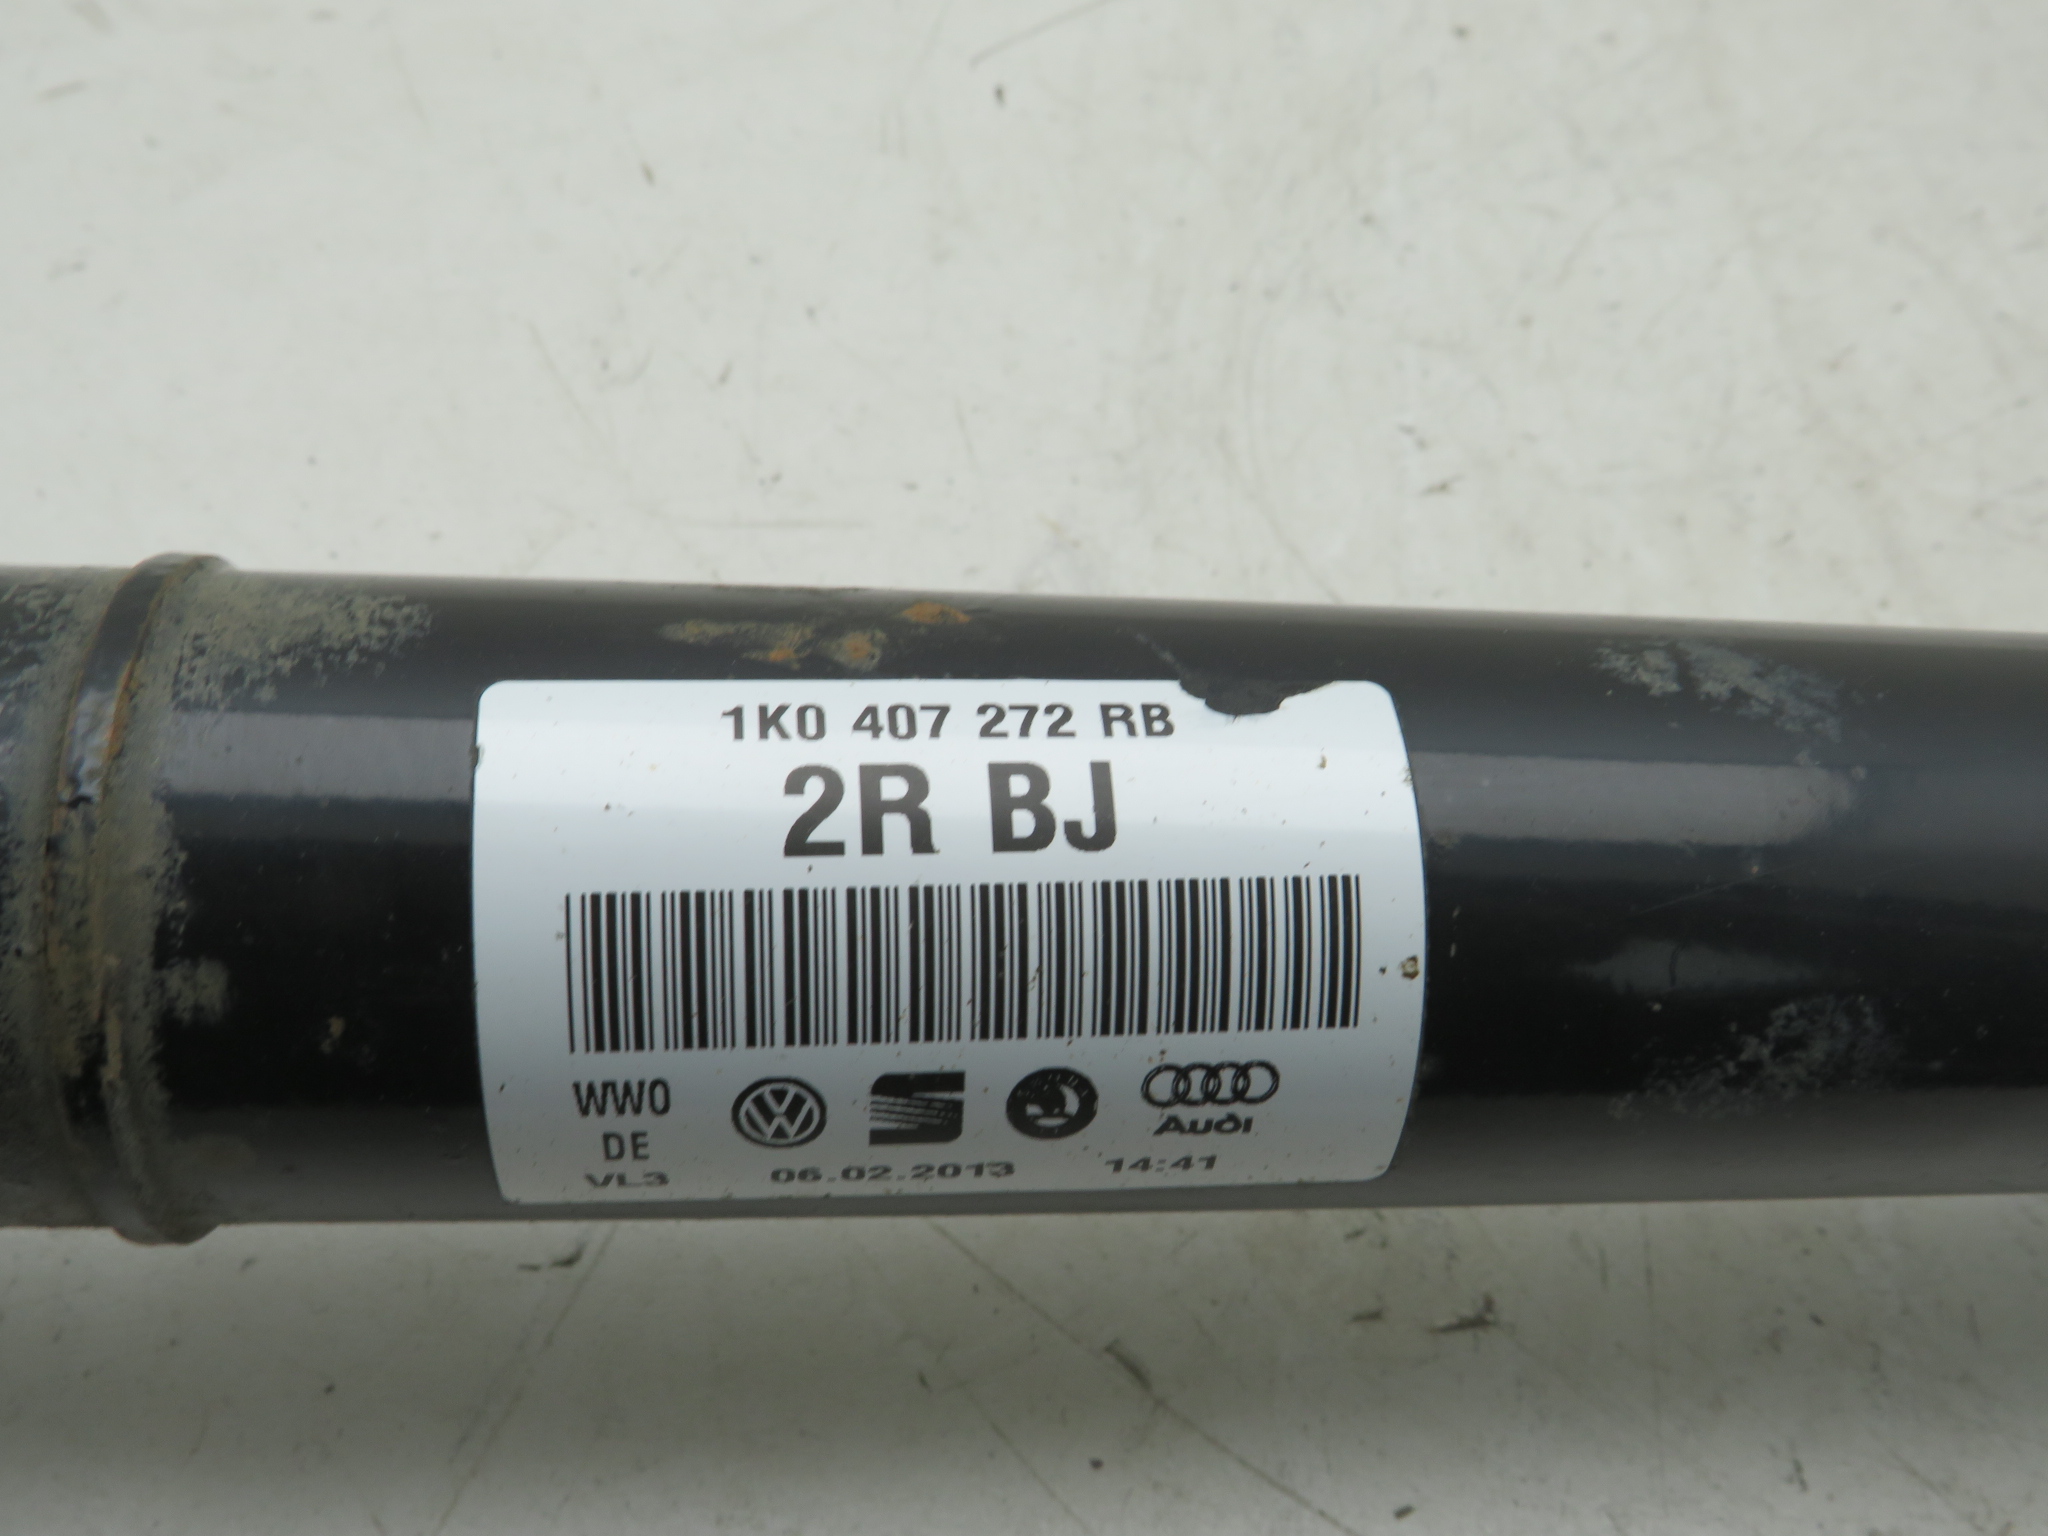 1K0 407 272 RB
2R BJ
WW0
DE
Audi
VL3 06.02.2013 14:41